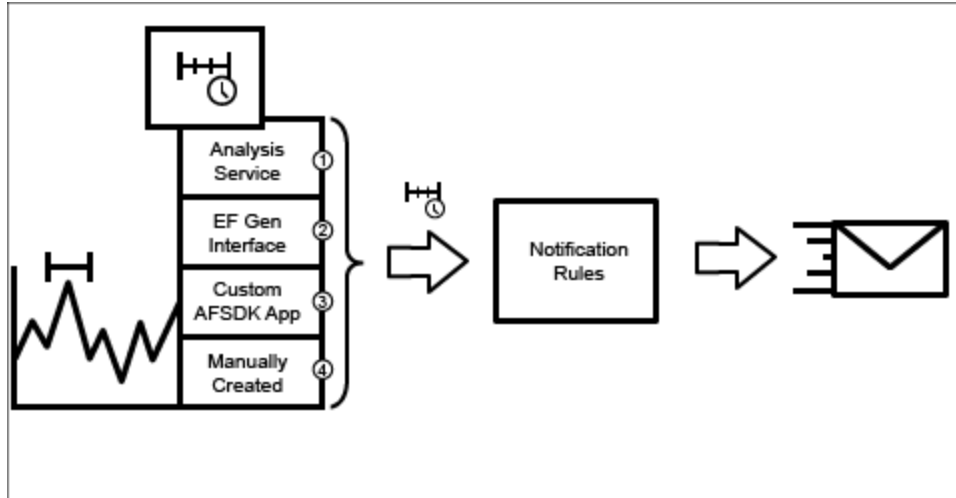 Analysis
Service
1
EF Gen
Interface
2
Custom
AFSDK App
3
Manually
Created
4
Notification
Rules